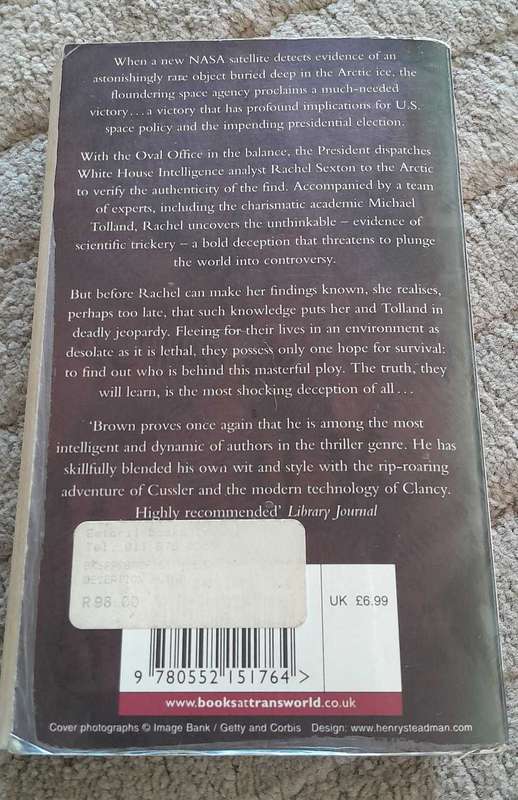 When a new NASA satellite detects evidence of an
astonishingly rare object buried deep in the Arctic ice, the
floundering space agency proclaims a much-needed
victory...a victory that has profound implications for U.S.
space policy and the impending presidential election.
With the Oval Office in the balance, the President dispatches
White House Intelligence analyst Rachel Sexton to the Arctic
to verify the authenticity of the find. Accompanied by a team
of experts, including the charismatic academic Michael
Tolland, Rachel uncovers the unthinkable – evidence of
scientific trickery – a bold deception that threatens to plunge
the world into controversy.
But before Rachel can make her findings known, she realises,
perhaps too late, that such knowledge puts her and Tolland in
deadly jeopardy. Fleeing for their lives in an environment as
desolate as it is lethal, they possess only one hope for survival:
to find out who is behind this masterful ploy. The truth, they
will learn, is the most shocking deception of all...
'Brown proves once again that he is among the most
intelligent and dynamic of authors in the thriller genre. He has
skillfully blended his own wit and style with the rip-roaring
adventure of Cussler and the modern technology of Clancy.
Highly recommended' Library Journal
Tel. 011
DECEPTION
R98.00
UK £6.99
9 780552 151764 >
www.booksattransworld.co.uk
Cover photographs © Image Bank / Getty and Corbis Design: www.henrysteadman.com